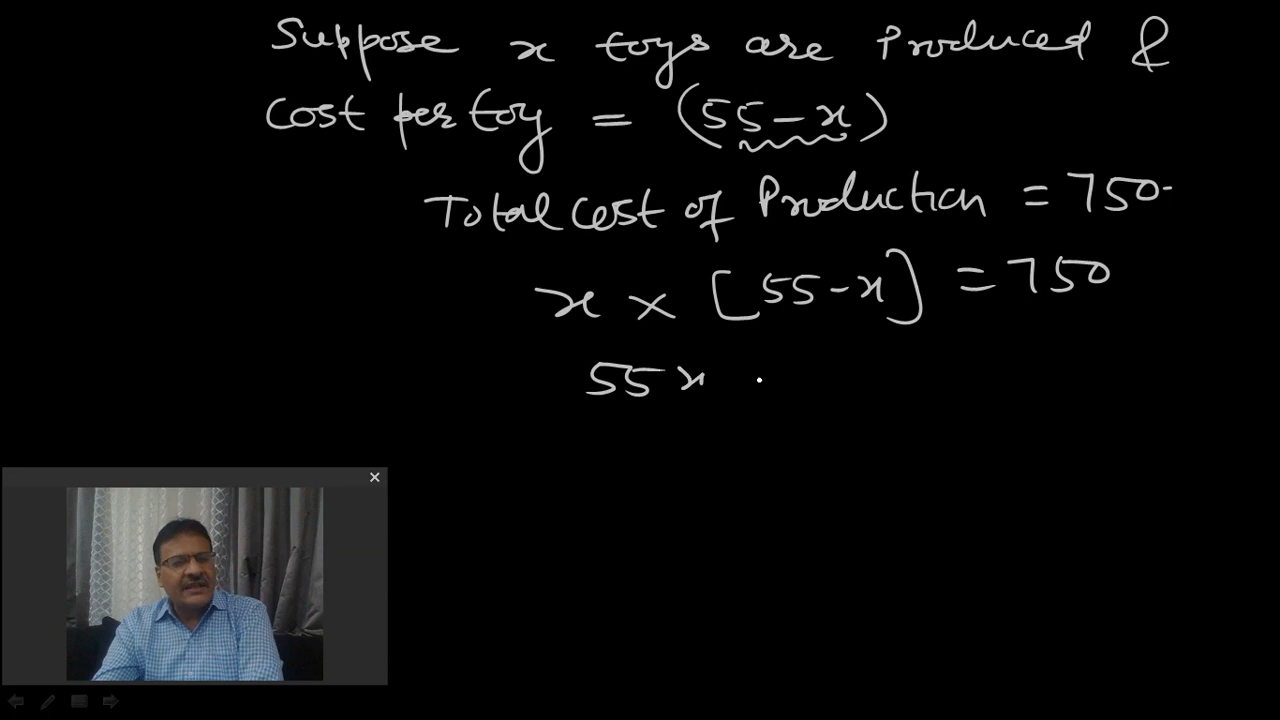 Suppose x toys are Produced &
Cost per toy = (55-x)
Total Cost of Production = 750
x × [55-x] = 750
55x